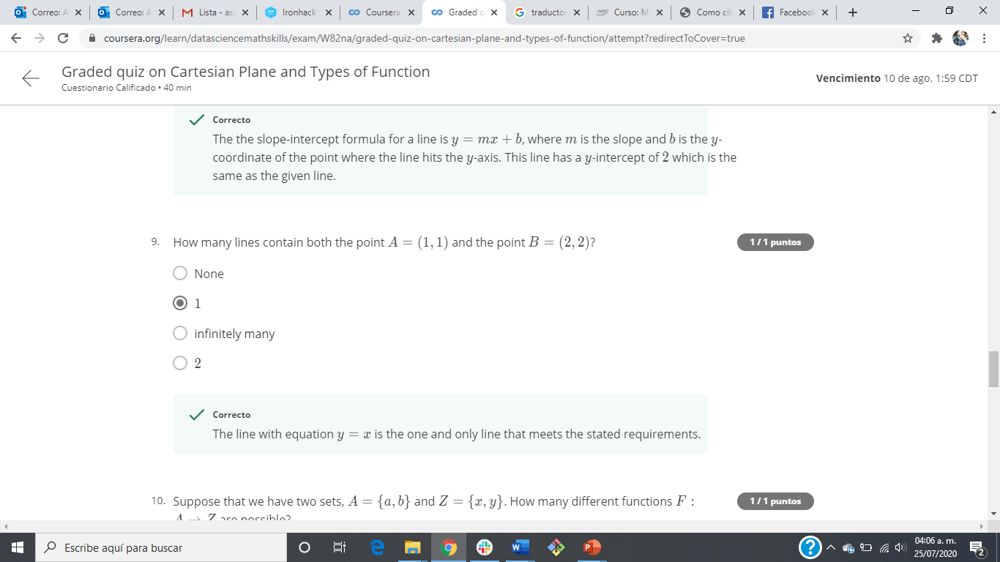 Correo: A
Correo: A
Lista - asa
Ironhack
Coursera
Graded q
traductor
Curso: M
Como cit
Facebook
coursera.org/learn/datasciencemathskills/exam/W82na/graded-quiz-on-cartesian-plane-and-types-of-function/attempt?redirectToCover=true
Graded quiz on Cartesian Plane and Types of Function
Cuestionario Calificado • 40 min
Vencimiento 10 de ago. 1:59 CDT
Correcto
The the slope-intercept formula for a line is y = mx + b, where m is the slope and b is the y-
coordinate of the point where the line hits the y-axis. This line has a y-intercept of 2 which is the
same as the given line.
9. How many lines contain both the point A = (1, 1) and the point B = (2, 2)?
1 / 1 puntos
None
1
infinitely many
2
Correcto
The line with equation y = x is the one and only line that meets the stated requirements.
10. Suppose that we have two sets, A = {a, b} and Z = {x, y}. How many different functions F :
1 / 1 puntos
A → Z are possible?
Escribe aquí para buscar
04:06 a. m.
25/07/2020
2